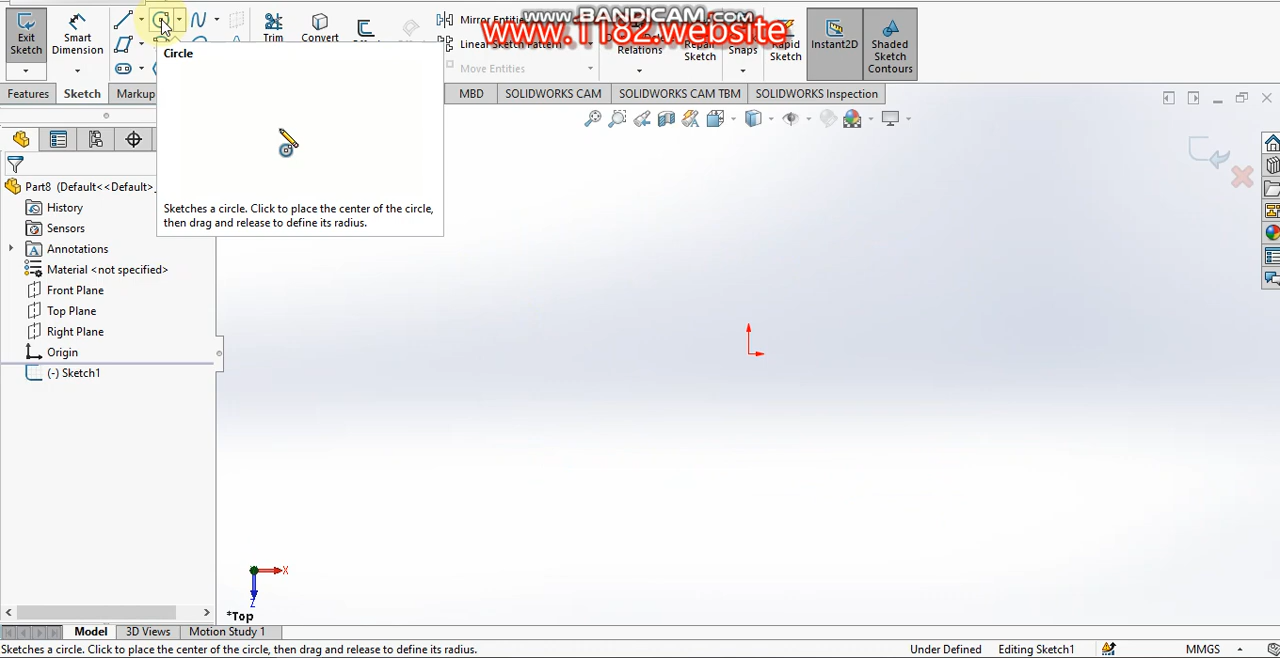 www.BANDICAM.com
www.1182.website
Exit
Sketch
Smart
Dimension
Trim
Convert
Mirror
Linear Sketch Pattern
Move Entities
Relations
Repair
Sketch
Snaps
Rapid
Sketch
Instant2D
Shaded
Sketch
Contours
Circle
Sketches a circle. Click to place the center of the circle,
then drag and release to define its radius.
Features
Sketch
Markup
MBD
SOLIDWORKS CAM
SOLIDWORKS CAM TBM
SOLIDWORKS Inspection
Part8 (Default<<Default>_
History
Sensors
Annotations
Material <not specified>
Front Plane
Top Plane
Right Plane
Origin
(-) Sketch1
X
Z
*Top
Model
3D Views
Motion Study 1
Sketches a circle. Click to place the center of the circle, then drag and release to define its radius.
Under Defined
Editing Sketch1
MMGS